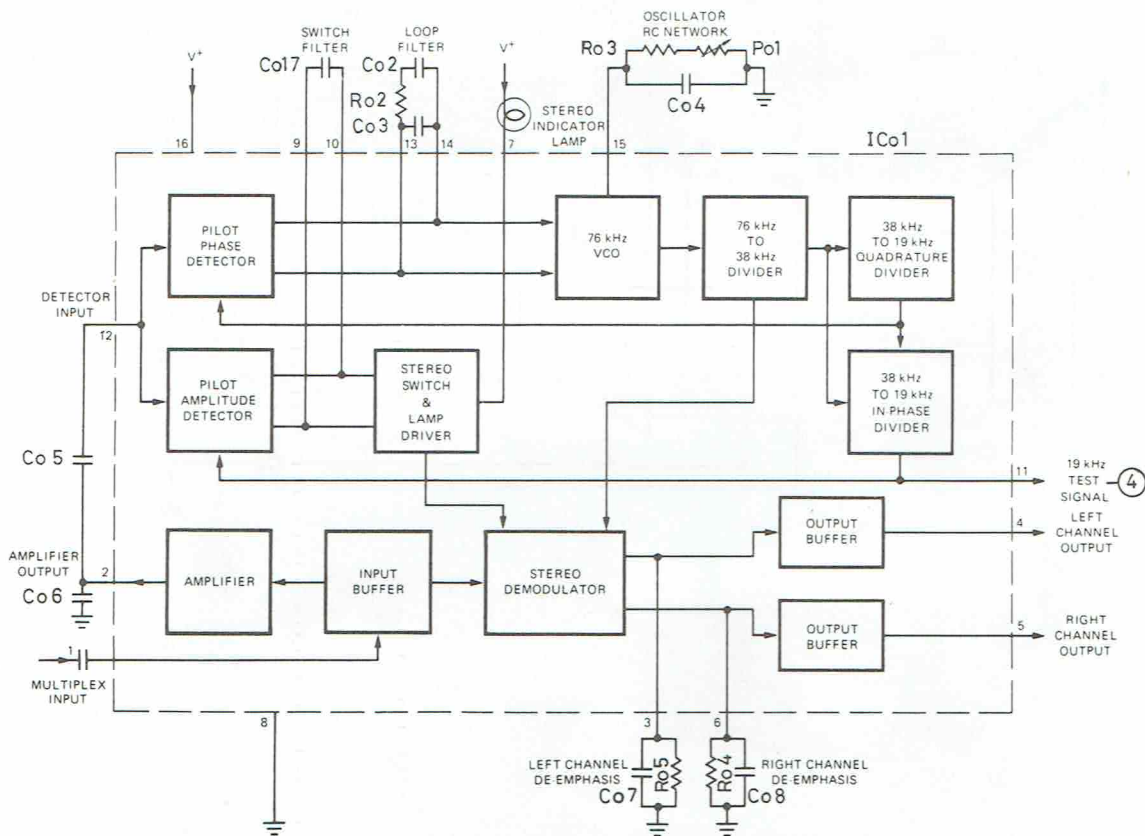 OSCILLATOR
RC NETWORK
Ro3
Po1
Co4
SWITCH
FILTER
LOOP
FILTER
V+
Co17
Co2
Ro2
Co3
V+
STEREO
INDICATOR
LAMP
16
9
10
13
14
7
15
ICo1
PILOT
PHASE
DETECTOR
76 kHz
VCO
76 kHz
TO
38 kHz
DIVIDER
38 kHz
TO 19 kHz
QUADRATURE
DIVIDER
DETECTOR
INPUT
12
PILOT
AMPLITUDE
DETECTOR
STEREO
SWITCH
&
LAMP
DRIVER
38 kHz
TO 19 kHz
IN-PHASE
DIVIDER
Co5
11
19 kHz
TEST
SIGNAL
4
AMPLIFIER
OUTPUT
2
Co6
AMPLIFIER
INPUT
BUFFER
STEREO
DEMODULATOR
OUTPUT
BUFFER
4
LEFT
CHANNEL
OUTPUT
OUTPUT
BUFFER
5
RIGHT
CHANNEL
OUTPUT
1
MULTIPLEX
INPUT
8
3
6
LEFT CHANNEL
DE-EMPHASIS
Ro5
Co7
Ro4
Co8
RIGHT CHANNEL
DE-EMPHASIS